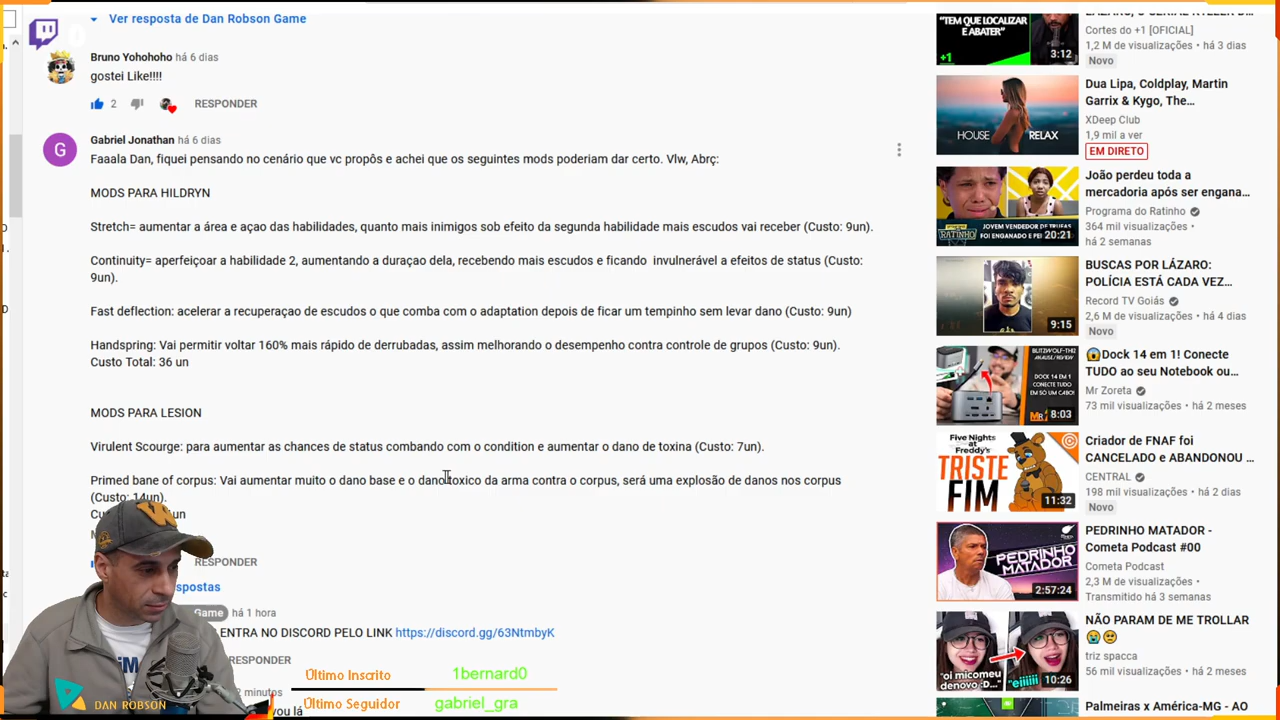 Ver resposta de Dan Robson Game
Bruno Yohohoho há 6 dias
gostei Like!!!!
2
RESPONDER
G
Gabriel Jonathan há 6 dias
Faaala Dan, fiquei pensando no cenário que vc propôs e achei que os seguintes mods poderiam dar certo. Vlw, Abrç:
MODS PARA HILDRYN
Stretch= aumentar a área e açao das habilidades, quanto mais inimigos sob efeito da segunda habilidade mais escudos vai receber (Custo: 9un).
Continuity= aperfeiçoar a habilidade 2, aumentando a duraçao dela, recebendo mais escudos e ficando invulnerável a efeitos de status (Custo:
9un).
Fast deflection: acelerar a recuperaçao de escudos o que comba com o adaptation depois de ficar um tempinho sem levar dano (Custo: 9un)
Handspring: Vai permitir voltar 160% mais rápido de derrubadas, assim melhorando o desempenho contra controle de grupos (Custo: 9un).
Custo Total: 36 un
MODS PARA LESION
Virulent Scourge: para aumentar as chances de status combando com o condition e aumentar o dano de toxina (Custo: 7un).
Primed bane of corpus: Vai aumentar muito o dano base e o dano toxico da arma contra o corpus, será uma explosão de danos nos corpus
(Custo: 14un).
un
RESPONDER
Game há 1 hora
ENTRA NO DISCORD PELO LINK https://discord.gg/63NtmbyK
RESPONDER
2 minutos
Último Inscrito
1bernard0
Último Seguidor
gabriel_gra
DAN ROBSON
"TEM QUE LOCALIZAR
E ABATER"
+1
3:12
Cortes do +1 [OFICIAL]
1,2 M de visualizações • há 3 dias
Novo
HOUSE
RELAX
Dua Lipa, Coldplay, Martin
Garrix & Kygo, The...
XDeep Club
1,9 mil a ver
EM DIRETO
RATINHO
20:21
João perdeu toda a
mercadoria após ser engana...
Programa do Ratinho
364 mil visualizações •
há 2 semanas
9:15
BUSCAS POR LÁZARO:
POLÍCIA ESTÁ CADA VEZ...
Record TV Goiás
2,6 M de visualizações • há 4 dias
Novo
DOCK 14 EM 1!
8:03
Dock 14 em 1! Conecte
TUDO ao seu Notebook ou...
Mr Zoreta
73 mil visualizações • há 2 meses
Five Nights
at Freddy's
TRISTE
FIM
11:32
Criador de FNAF foi
CANCELADO e ABANDONOU ...
CENTRAL
198 mil visualizações • há 2 dias
Novo
PEDRINHO
MATADOR
2:57:24
PEDRINHO MATADOR -
Cometa Podcast #00
Cometa Podcast
2,3 M de visualizações •
Transmitido há 3 semanas
"oi micomeu
denovo :D..."
"eiiiiii
10:26
NÃO PARAM DE ME TROLLAR
triz spacca
56 mil visualizações • há 2 meses
Palmeiras x América-MG - AO